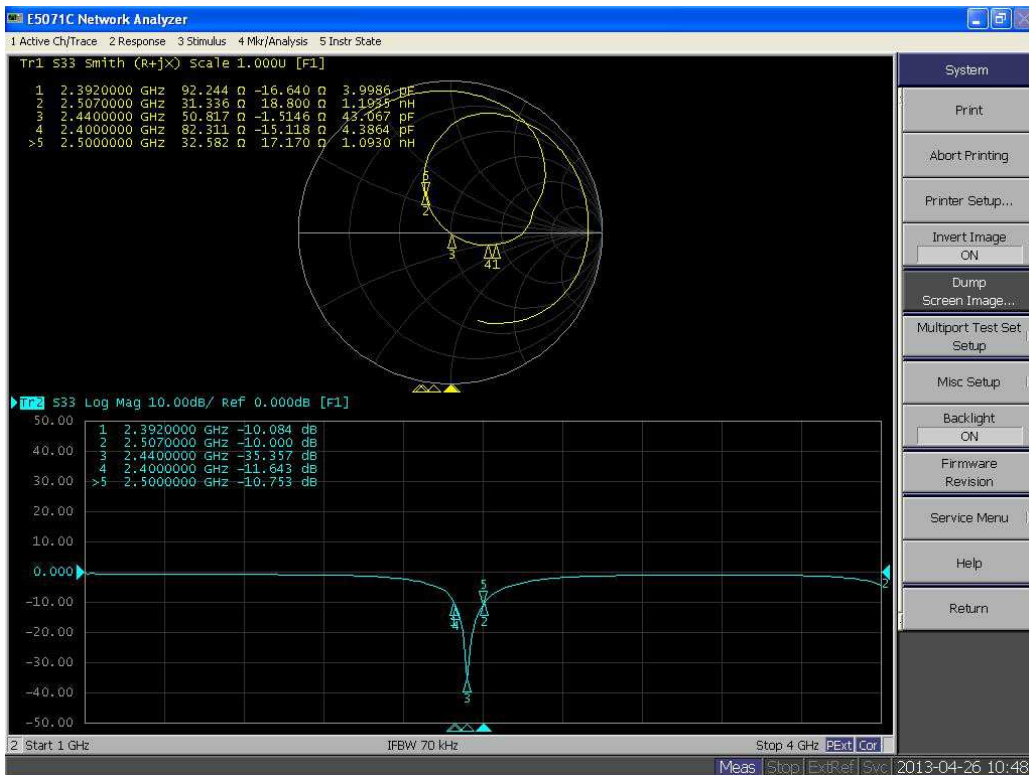 E5071C Network Analyzer
1 Active Ch/Trace 2 Response 3 Stimulus 4 Mkr/Analysis 5 Instr State
Tr1 S33 Smith (R+jX) Scale 1.000U [F1]
1 2.3920000 GHz 92.244 Ω -16.640 Ω 3.9986 pF
2 2.5070000 GHz 31.336 Ω 18.800 Ω 1.1935 nH
3 2.4400000 GHz 50.817 Ω -1.5146 Ω 43.067 pF
4 2.4000000 GHz 82.311 Ω -15.118 Ω 4.3864 pF
>5 2.5000000 GHz 32.582 Ω 17.170 Ω 1.0930 nH
5
2
3
41
Tr2 S33 Log Mag 10.00dB/ Ref 0.000dB [F1]
50.00
40.00
30.00
20.00
10.00
0.000
-10.00
-20.00
-30.00
-40.00
-50.00
1 2.3920000 GHz -10.084 dB
2 2.5070000 GHz -10.000 dB
3 2.4400000 GHz -35.357 dB
4 2.4000000 GHz -11.643 dB
>5 2.5000000 GHz -10.753 dB
5
4
2
3
2
2 Start 1 GHz
IFBW 70 kHz
Stop 4 GHz PExt Cor
System
Print
Abort Printing
Printer Setup...
Invert Image
ON
Dump
Screen Image...
Multiport Test Set
Setup
Misc Setup
Backlight
ON
Firmware
Revision
Service Menu
Help
Return
Meas Stop ExtRef Svc 2013-04-26 10:48